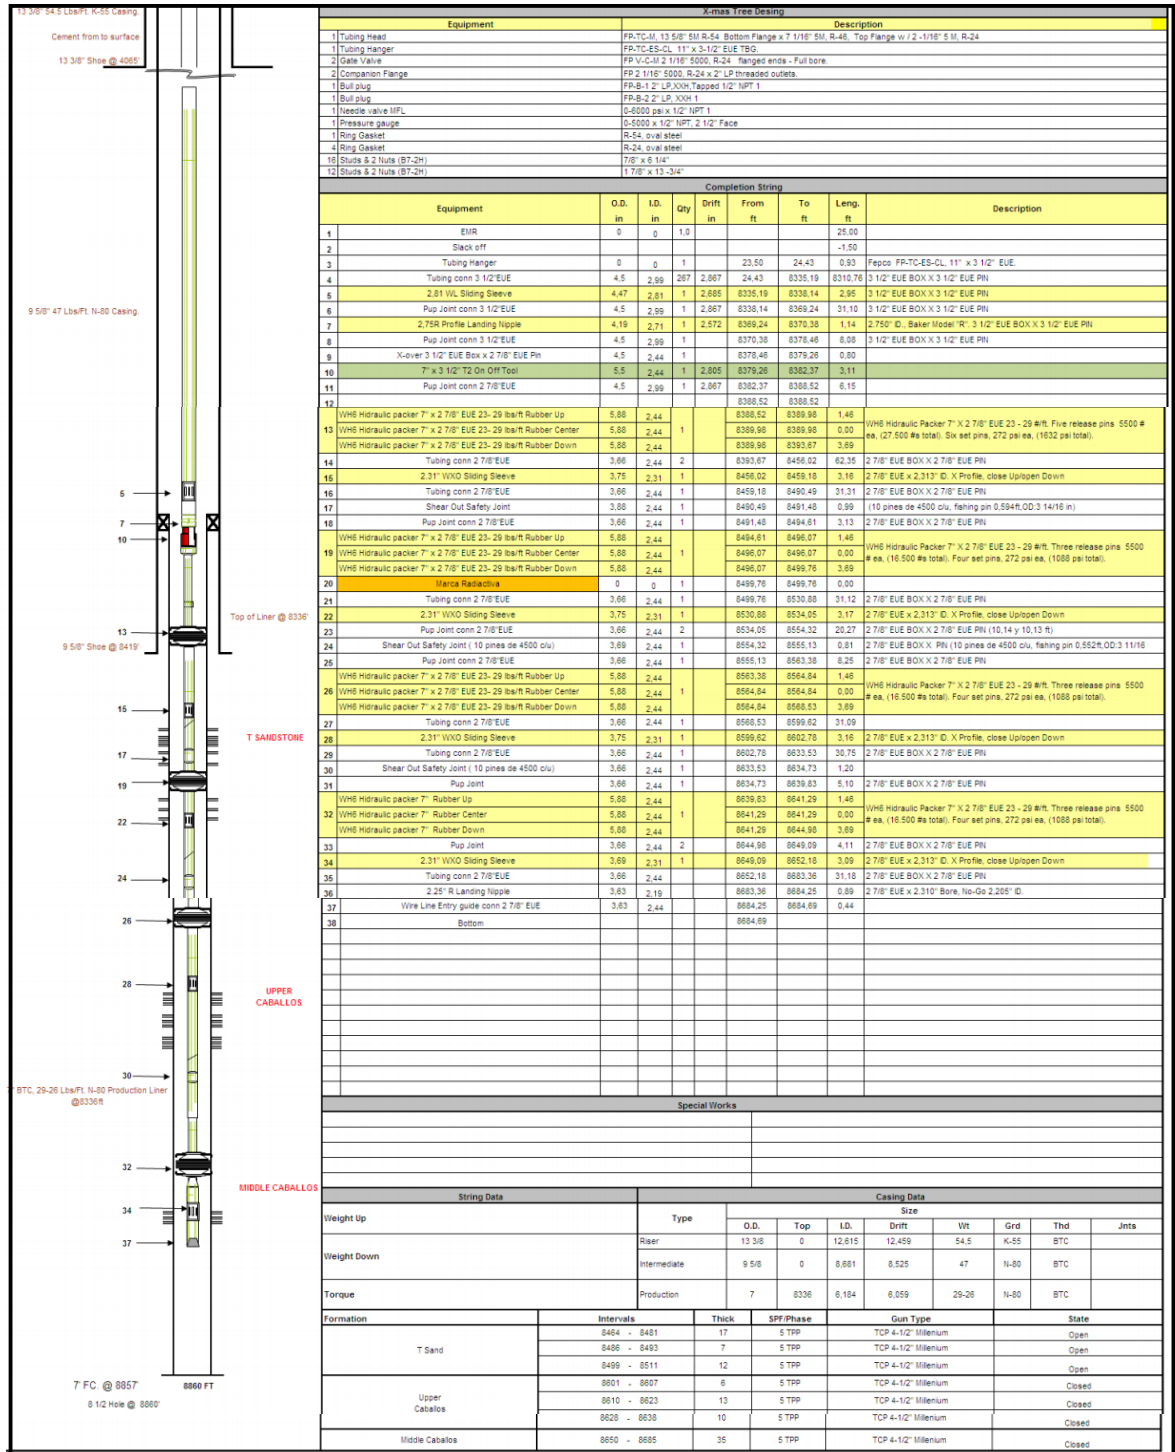 13 3/8" 54.5 Lbs/Ft. K-55 Casing.
Cement from to surface
13 3/8" Shoe @ 4065'
9 5/8" 47 Lbs/Ft. N-80 Casing.
5
7
10
Top of Liner @ 8336'
13
9 5/8" Shoe @ 8419'
15
T SANDSTONE
17
19
22
24
26
28
UPPER
CABALLOS
30
7" BTC, 29-26 Lbs/Ft. N-80 Production Liner
@8336ft
32
MIDDLE CABALLOS
34
37
7" FC. @ 8857'
8860 FT
8 1/2 Hole @ 8860'
X-mas Tree Desing
Equipment Description
1 Tubing Head FP-TC-M, 13 5/8" 5M R-54 Bottom Flange x 7 1/16" 5M, R-46, Top Flange w / 2 -1/16" 5 M, R-24
1 Tubing Hanger FP-TC-ES-CL 11" x 3-1/2" EUE TBG.
2 Gate Valve FP V-C-M 2 1/16" 5000, R-24 flanged ends - Full bore.
2 Companion Flange FP 2 1/16" 5000, R-24 x 2" LP threaded outlets.
1 Bull plug FP-B-1 2" LP,XXH,Tapped 1/2" NPT 1
1 Bull plug FP-B-2 2" LP, XXH 1
1 Needle valve MFL 0-6000 psi x 1/2" NPT 1
1 Pressure gauge 0-5000 x 1/2" NPT, 2 1/2" Face
1 Ring Gasket R-54, oval steel
4 Ring Gasket R-24, oval steel
16 Studs & 2 Nuts (B7-2H) 7/8" x 6 1/4"
12 Studs & 2 Nuts (B7-2H) 1 7/8" x 13 -3/4"
Completion String
Equipment O.D. in I.D. in Qty Drift in From ft To ft Leng. ft Description
1 EMR 0 0 1,0 25,00
2 Slack off -1,50
3 Tubing Hanger 0 0 1 23,50 24,43 0,93 Fepco FP-TC-ES-CL, 11" x 3 1/2" EUE.
4 Tubing conn 3 1/2"EUE 4,5 2,99 267 2,867 24,43 8335,19 8310,76 3 1/2" EUE BOX X 3 1/2" EUE PIN
5 2,81 WL Sliding Sleeve 4,47 2,81 1 2,685 8335,19 8338,14 2,95 3 1/2" EUE BOX X 3 1/2" EUE PIN
6 Pup Joint conn 3 1/2"EUE 4,5 2,99 1 2,867 8338,14 8369,24 31,10 3 1/2" EUE BOX X 3 1/2" EUE PIN
7 2,75R Profile Landing Nipple 4,19 2,71 1 2,572 8369,24 8370,38 1,14 2.750" ID., Baker Model "R". 3 1/2" EUE BOX X 3 1/2" EUE PIN
8 Pup Joint conn 3 1/2"EUE 4,5 2,99 1 8370,38 8378,46 8,08 3 1/2" EUE BOX X 3 1/2" EUE PIN
9 X-over 3 1/2" EUE Box x 2 7/8" EUE Pin 4,5 2,44 1 8378,46 8379,26 0,80
10 7" x 3 1/2" T2 On Off Tool 5,5 2,44 1 2,805 8379,26 8382,37 3,11
11 Pup Joint conn 3 1/2"EUE 4,5 2,99 1 2,867 8382,37 8388,52 6,15
12 8388,52 8388,52
13 WH6 Hidraulic packer 7" x 2 7/8" EUE 23- 29 lbs/ft Rubber Up 5,88 2,44 1 8388,52 8389,98 1,46 WH6 Hidraulic Packer 7" X 2 7/8" EUE 23 - 29 #/ft. Five release pins 5500 #
WH6 Hidraulic packer 7" x 2 7/8" EUE 23- 29 lbs/ft Rubber Center 5,88 2,44 8389,98 8389,98 0,00 ea, (27.500 #s total). Six set pins, 272 psi ea, (1632 psi total).
WH6 Hidraulic packer 7" x 2 7/8" EUE 23- 29 lbs/ft Rubber Down 5,88 2,44 8389,98 8393,67 3,69
14 Tubing conn 2 7/8"EUE 3,66 2,44 2 8393,67 8456,02 62,35 2 7/8" EUE BOX X 2 7/8" EUE PIN
15 2.31" WXO Sliding Sleeve 3,75 2,31 1 8456,02 8459,18 3,16 2 7/8" EUE x 2,313" ID. X Profile, close Up/open Down
16 Tubing conn 2 7/8"EUE 3,66 2,44 1 8459,18 8490,49 31,31 2 7/8" EUE BOX X 2 7/8" EUE PIN
17 Shear Out Safety Joint 3,88 2,44 1 8490,49 8491,48 0,99 (10 pines de 4500 c/u, fishing pin 0,594ft,OD:3 14/16 in)
18 Pup Joint conn 2 7/8"EUE 3,66 2,44 1 8491,48 8494,61 3,13 2 7/8" EUE BOX X 2 7/8" EUE PIN
19 WH6 Hidraulic packer 7" x 2 7/8" EUE 23- 29 lbs/ft Rubber Up 5,88 2,44 1 8494,61 8496,07 1,46 WH6 Hidraulic Packer 7" X 2 7/8" EUE 23 - 29 #/ft. Three release pins 5500
WH6 Hidraulic packer 7" x 2 7/8" EUE 23- 29 lbs/ft Rubber Center 5,88 2,44 8496,07 8496,07 0,00 # ea, (16.500 #s total). Four set pins, 272 psi ea, (1088 psi total).
WH6 Hidraulic packer 7" x 2 7/8" EUE 23- 29 lbs/ft Rubber Down 5,88 2,44 8496,07 8499,76 3,69
20 Marca Radiactiva 0 0 1 8499,76 8499,76 0,00
21 Tubing conn 2 7/8"EUE 3,66 2,44 1 8499,76 8530,88 31,12 2 7/8" EUE BOX X 2 7/8" EUE PIN
22 2.31" WXO Sliding Sleeve 3,75 2,31 1 8530,88 8534,05 3,17 2 7/8" EUE x 2,313" ID. X Profile, close Up/open Down
23 Pup Joint conn 2 7/8"EUE 3,66 2,44 2 8534,05 8554,32 20,27 2 7/8" EUE BOX X 2 7/8" EUE PIN (10,14 y 10,13 ft)
24 Shear Out Safety Joint ( 10 pines de 4500 c/u) 3,69 2,44 1 8554,32 8555,13 0,81 2 7/8" EUE BOX X PIN (10 pines de 4500 c/u, fishing pin 0,552ft,OD:3 11/16
25 Pup Joint conn 2 7/8"EUE 3,66 2,44 1 8555,13 8563,38 8,25 2 7/8" EUE BOX X 2 7/8" EUE PIN
26 WH6 Hidraulic packer 7" x 2 7/8" EUE 23- 29 lbs/ft Rubber Up 5,88 2,44 1 8563,38 8564,84 1,46 WH6 Hidraulic Packer 7" X 2 7/8" EUE 23 - 29 #/ft. Three release pins 5500
WH6 Hidraulic packer 7" x 2 7/8" EUE 23- 29 lbs/ft Rubber Center 5,88 2,44 8564,84 8564,84 0,00 # ea, (16.500 #s total). Four set pins, 272 psi ea, (1088 psi total).
WH6 Hidraulic packer 7" x 2 7/8" EUE 23- 29 lbs/ft Rubber Down 5,88 2,44 8564,84 8568,53 3,69
27 Tubing conn 2 7/8"EUE 3,66 2,44 1 8568,53 8599,62 31,09
28 2.31" WXO Sliding Sleeve 3,75 2,31 1 8599,62 8602,78 3,16 2 7/8" EUE x 2,313" ID. X Profile, close Up/open Down
29 Tubing conn 2 7/8"EUE 3,66 2,44 1 8602,78 8633,53 30,75 2 7/8" EUE BOX X 2 7/8" EUE PIN
30 Shear Out Safety Joint ( 10 pines de 4500 c/u) 3,66 2,44 1 8633,53 8634,73 1,20
31 Pup Joint 3,66 2,44 1 8634,73 8639,83 5,10 2 7/8" EUE BOX X 2 7/8" EUE PIN
32 WH6 Hidraulic packer 7" Rubber Up 5,88 2,44 1 8639,83 8641,29 1,46 WH6 Hidraulic Packer 7" X 2 7/8" EUE 23 - 29 #/ft. Three release pins 5500
WH6 Hidraulic packer 7" Rubber Center 5,88 2,44 8641,29 8641,29 0,00 # ea, (16.500 #s total). Four set pins, 272 psi ea, (1088 psi total).
WH6 Hidraulic packer 7" Rubber Down 5,88 2,44 8641,29 8644,98 3,69
33 Pup Joint 3,66 2,44 2 8644,98 8649,09 4,11 2 7/8" EUE BOX X 2 7/8" EUE PIN
34 2.31" WXO Sliding Sleeve 3,69 2,31 1 8649,09 8652,18 3,09 2 7/8" EUE x 2,313" ID. X Profile, close Up/open Down
35 Tubing conn 2 7/8"EUE 3,66 2,44 8652,18 8683,36 31,18 2 7/8" EUE BOX X 2 7/8" EUE PIN
36 2.25" R Landing Nipple 3,63 2,19 8683,36 8684,25 0,89 2 7/8" EUE x 2.310" Bore, No-Go 2,205" ID.
37 Wire Line Entry guide conn 2 7/8" EUE 3,63 2,44 8684,25 8684,69 0,44
38 Bottom 8684,69
Special Works
String Data Casing Data
Weight Up Type Size
O.D. Top I.D. Drift Wt Grd Thd Jnts
Riser 13 3/8 0 12,615 12,459 54,5 K-55 BTC
Weight Down Intermediate 9 5/8 0 8,681 8,525 47 N-80 BTC
Torque Production 7 8336 6,184 6,059 29-26 N-80 BTC
Formation Intervals Thick SPF/Phase Gun Type State
8464 - 8481 17 5 TPP TCP 4-1/2" Millenium Open
T Sand 8486 - 8493 7 5 TPP TCP 4-1/2" Millenium Open
8499 - 8511 12 5 TPP TCP 4-1/2" Millenium Open
8601 - 8607 6 5 TPP TCP 4-1/2" Millenium Closed
Upper Caballos 8610 - 8623 13 5 TPP TCP 4-1/2" Millenium Closed
8628 - 8638 10 5 TPP TCP 4-1/2" Millenium Closed
Middle Caballos 8650 - 8685 35 5 TPP TCP 4-1/2" Millenium Closed